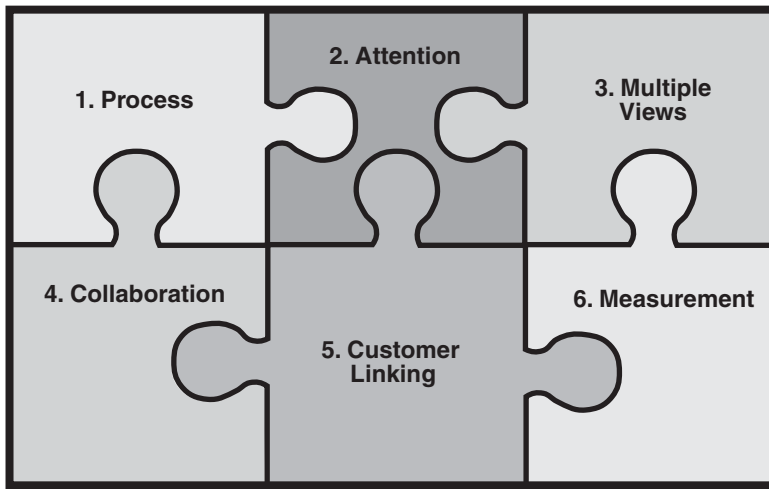 1. Process
2. Attention
3. Multiple
Views
4. Collaboration
5. Customer
Linking
6. Measurement